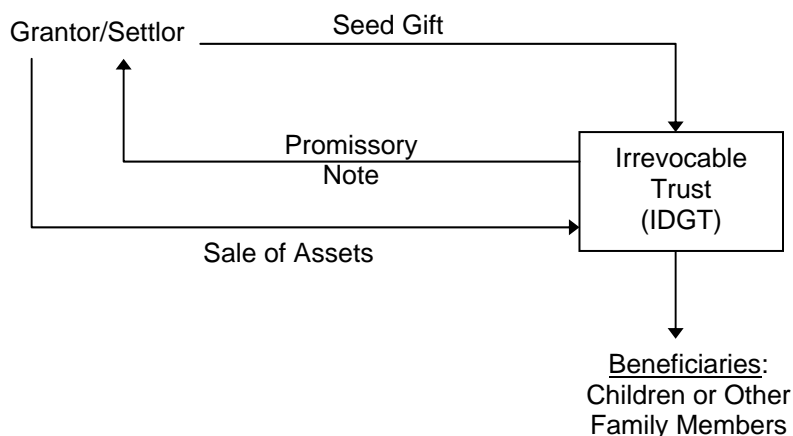 Grantor/Settlor
Seed Gift
Promissory
Note
Irrevocable
Trust
(IDGT)
Sale of Assets
Beneficiaries:
Children or Other
Family Members